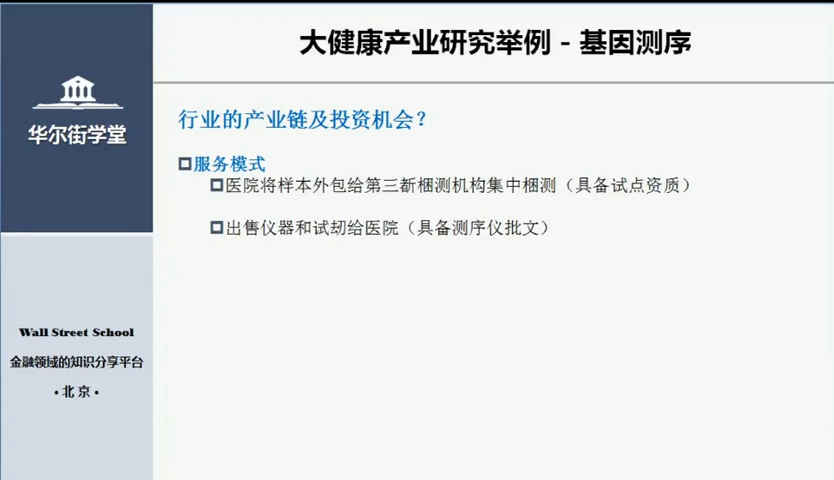 大健康产业研究举例 - 基因测序
华尔街学堂
行业的产业链及投资机会？
服务模式
医院将样本外包给第三新梱测机构集中梱测（具备试点资质）
出售仪器和试刧给医院（具备测序仪批文）
Wall Street School
金融领域的知识分享平台
• 北 京 •